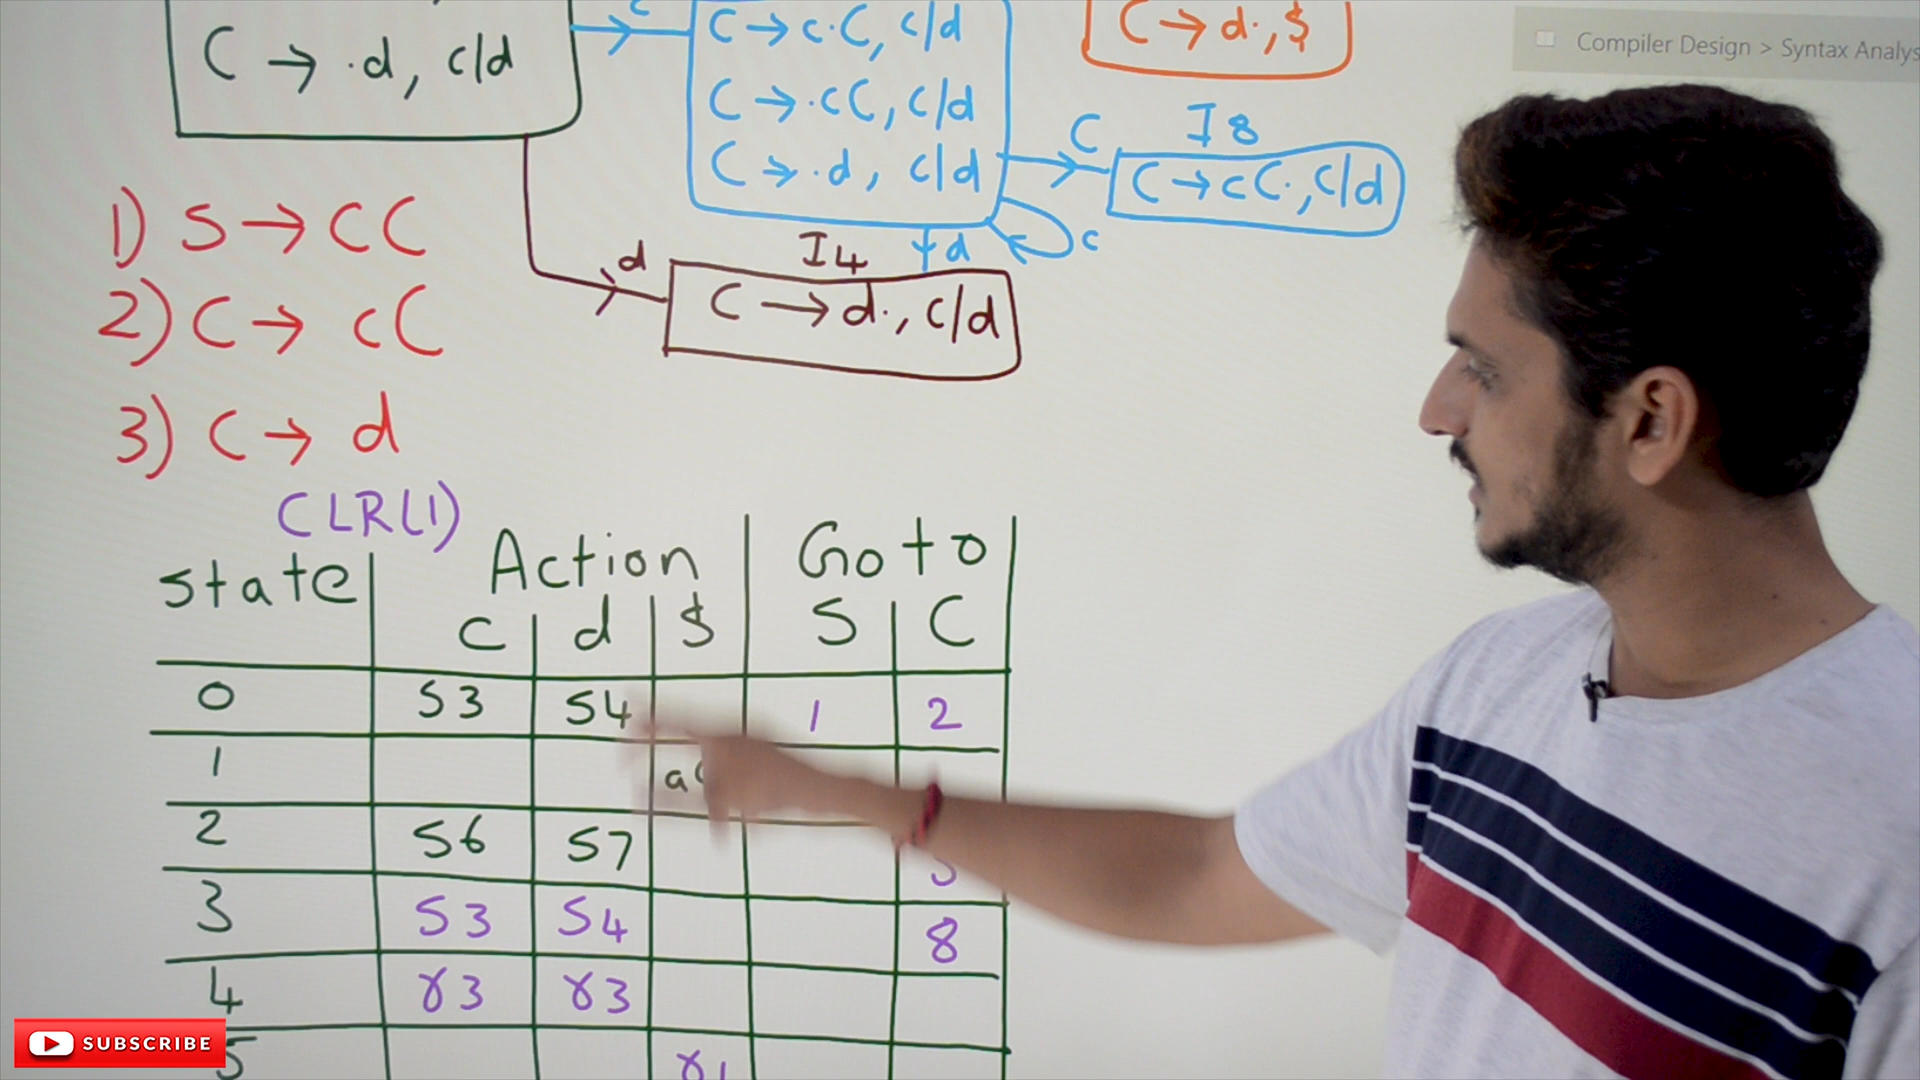 C → ·d, c/d
c
C → c·C, c/d
C → ·cC, c/d
C → ·d, c/d
C → d·, $
Compiler Design > Syntax Analys
C
I8
C → cC·, c/d
c
d
I4
d
C → d·, c/d
1) S → CC
2) C → cC
3) C → d
CLR(1)
State Action Goto
c d $ S C
0 S3 S4 1 2
1 a
2 S6 S7
3 S3 S4 8
4 r3 r3
5 r1
SUBSCRIBE